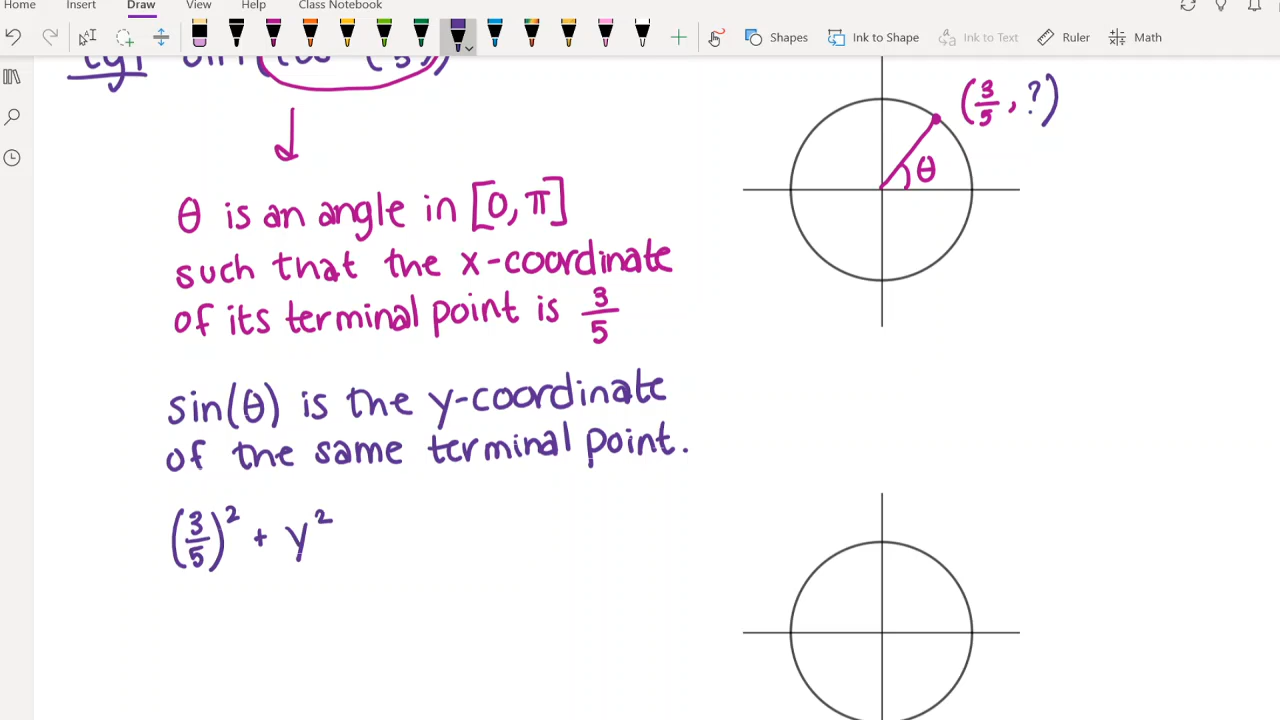 Home Insert Draw View Help Class Notebook
Shapes Ink to Shape Ink to Text Ruler Math
(3/5, ?)
θ
θ is an angle in [0, π]
such that the x-coordinate
of its terminal point is 3/5
sin(θ) is the y-coordinate
of the same terminal point.
(3/5)² + y²